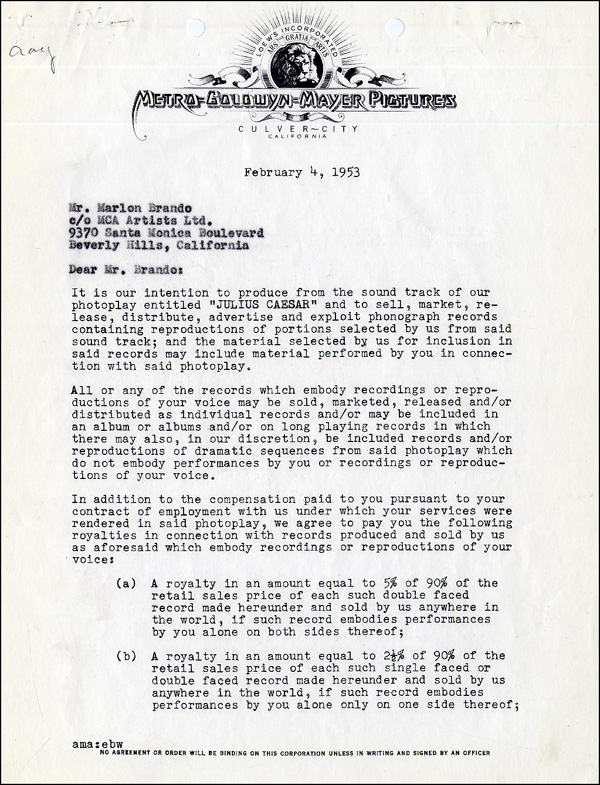 LOEW'S INCORPORATED
ARS GRATIA ARTIS
METRO-GOLDWYN-MAYER PICTURES
CULVER~CITY
CALIFORNIA
February 4, 1953
Mr. Marlon Brando
c/o MCA Artists Ltd.
9370 Santa Monica Boulevard
Beverly Hills, California
Dear Mr. Brando:
It is our intention to produce from the sound track of our
photoplay entitled "JULIUS CAESAR" and to sell, market, re-
lease, distribute, advertise and exploit phonograph records
containing reproductions of portions selected by us from said
sound track; and the material selected by us for inclusion in
said records may include material performed by you in connec-
tion with said photoplay.
All or any of the records which embody recordings or repro-
ductions of your voice may be sold, marketed, released and/or
distributed as individual records and/or may be included in
an album or albums and/or on long playing records in which
there may also, in our discretion, be included records and/or
reproductions of dramatic sequences from said photoplay which
do not embody performances by you or recordings or reproduc-
tions of your voice.
In addition to the compensation paid to you pursuant to your
contract of employment with us under which your services were
rendered in said photoplay, we agree to pay you the following
royalties in connection with records produced and sold by us
as aforesaid which embody recordings or reproductions of your
voice:
(a) A royalty in an amount equal to 5% of 90% of the
retail sales price of each such double faced
record made hereunder and sold by us anywhere in
the world, if such record embodies performances
by you alone on both sides thereof;
(b) A royalty in an amount equal to 2½% of 90% of the
retail sales price of each such single faced or
double faced record made hereunder and sold by us
anywhere in the world, if such record embodies
performances by you alone only on one side thereof;
ama:ebw
NO AGREEMENT OR ORDER WILL BE BINDING ON THIS CORPORATION UNLESS IN WRITING AND SIGNED BY AN OFFICER